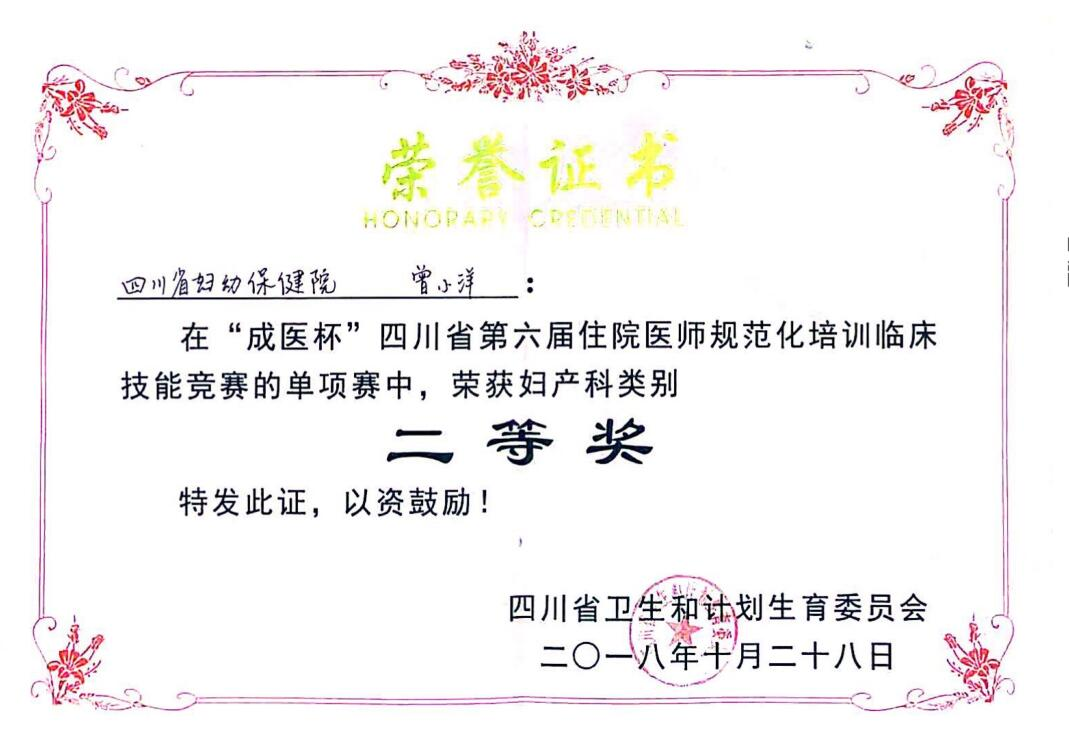 荣誉证书
HONORARY CREDENTIAL
四川省妇幼保健院 曾小洋：
在“成医杯”四川省第六届住院医师规范化培训临床
技能竞赛的单项赛中，荣获妇产科类别
二等奖
特发此证，以资鼓励！
四川省卫生和计划生育委员会
二〇一八年十月二十八日